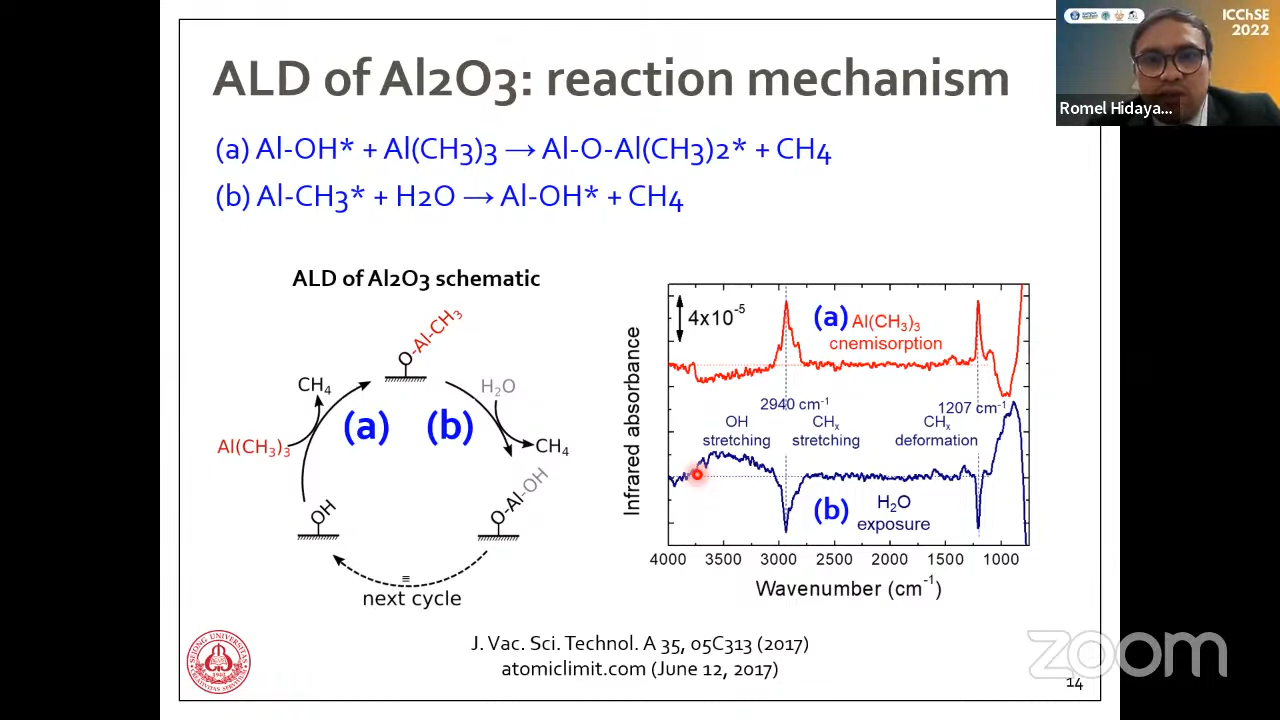 ALD of Al2O3: reaction mechanism
(a) Al-OH* + Al(CH3)3 → Al-O-Al(CH3)2* + CH4
(b) Al-CH3* + H2O → Al-OH* + CH4
ICChSE
2022
Romel Hidaya...
ALD of Al2O3 schematic
O-Al-CH₃
CH₄
H₂O
(a)
(b)
Al(CH₃)₃
CH₄
OH
O-Al-OH
≡
next cycle
4x10⁻⁵
(a) Al(CH₃)₃
cnemisorption
2940 cm⁻¹
1207 cm⁻¹
OH
stretching
CHₓ
stretching
CHₓ
deformation
(b) H₂O
exposure
Infrared absorbance
4000 3500 3000 2500 2000 1500 1000
Wavenumber (cm⁻¹)
J. Vac. Sci. Technol. A 35, 05C313 (2017)
atomiclimit.com (June 12, 2017)
SEJONG UNIVERSITY
1940
zoom
14